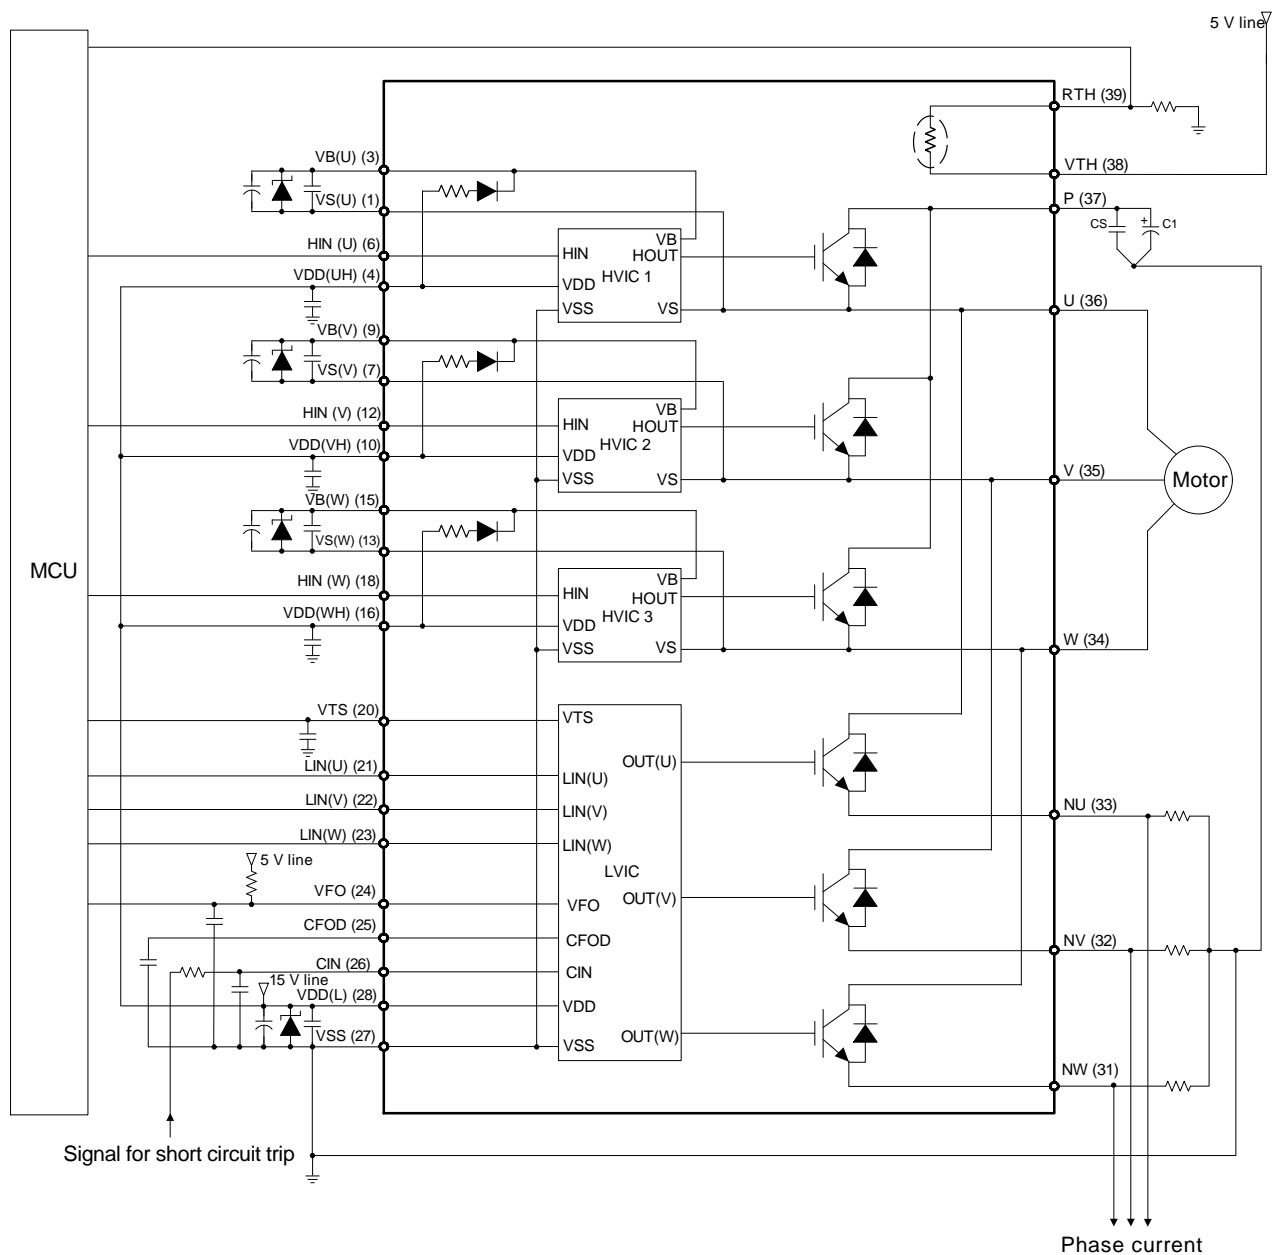 5 V line
MCU
RTH (39)
VTH (38)
P (37)
CS
+
C1
U (36)
V (35)
Motor
W (34)
NU (33)
NV (32)
NW (31)
Phase current
VB(U) (3)
VS(U) (1)
HIN (U) (6)
VDD(UH) (4)
VB(V) (9)
VS(V) (7)
HIN (V) (12)
VDD(VH) (10)
VB(W) (15)
VS(W) (13)
HIN (W) (18)
VDD(WH) (16)
VTS (20)
LIN(U) (21)
LIN(V) (22)
LIN(W) (23)
5 V line
VFO (24)
CFOD (25)
CIN (26)
15 V line
VDD(L) (28)
VSS (27)
Signal for short circuit trip
VB
HIN
HOUT
HVIC 1
VDD
VSS
VS
VB
HIN
HOUT
HVIC 2
VDD
VSS
VS
VB
HIN
HOUT
HVIC 3
VDD
VSS
VS
VTS
OUT(U)
LIN(U)
LIN(V)
LIN(W)
LVIC
OUT(V)
VFO
CFOD
CIN
VDD
OUT(W)
VSS